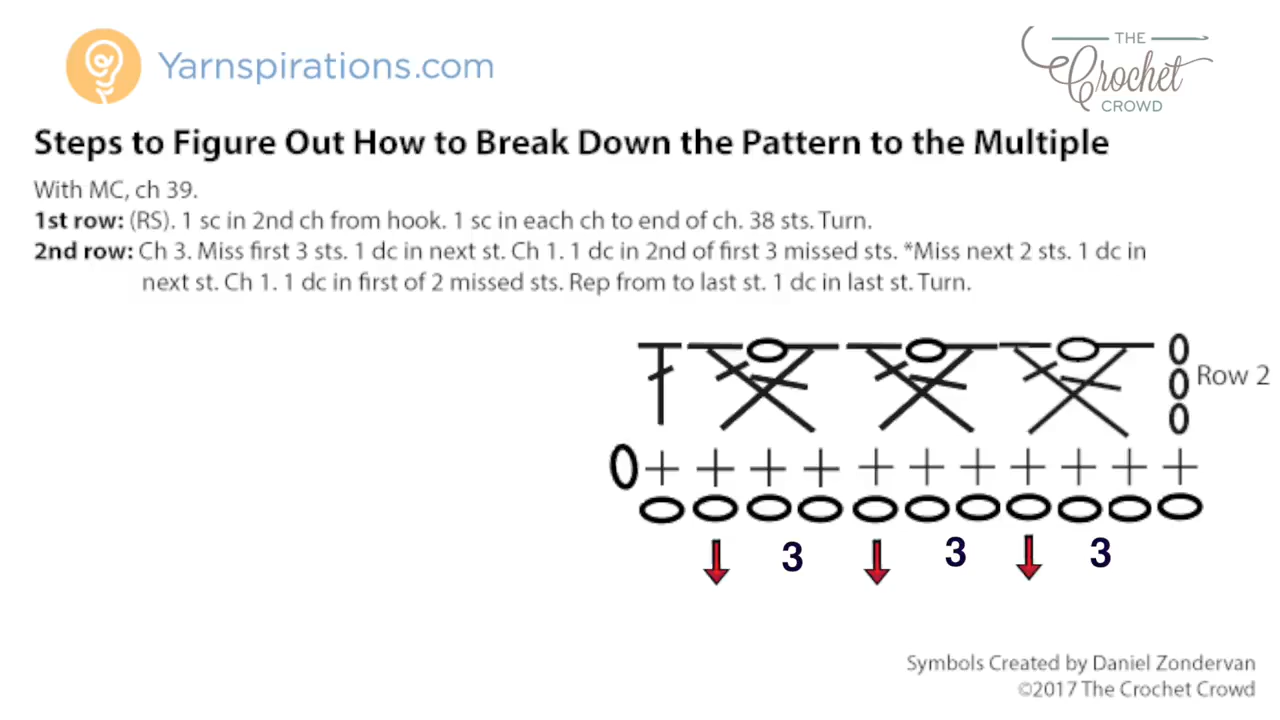 Yarnspirations.com
THE
Crochet
CROWD
Steps to Figure Out How to Break Down the Pattern to the Multiple
With MC, ch 39.
1st row: (RS). 1 sc in 2nd ch from hook. 1 sc in each ch to end of ch. 38 sts. Turn.
2nd row: Ch 3. Miss first 3 sts. 1 dc in next st. Ch 1. 1 dc in 2nd of first 3 missed sts. *Miss next 2 sts. 1 dc in
next st. Ch 1. 1 dc in first of 2 missed sts. Rep from to last st. 1 dc in last st. Turn.
Row 2
3 3 3
Symbols Created by Daniel Zondervan
©2017 The Crochet Crowd